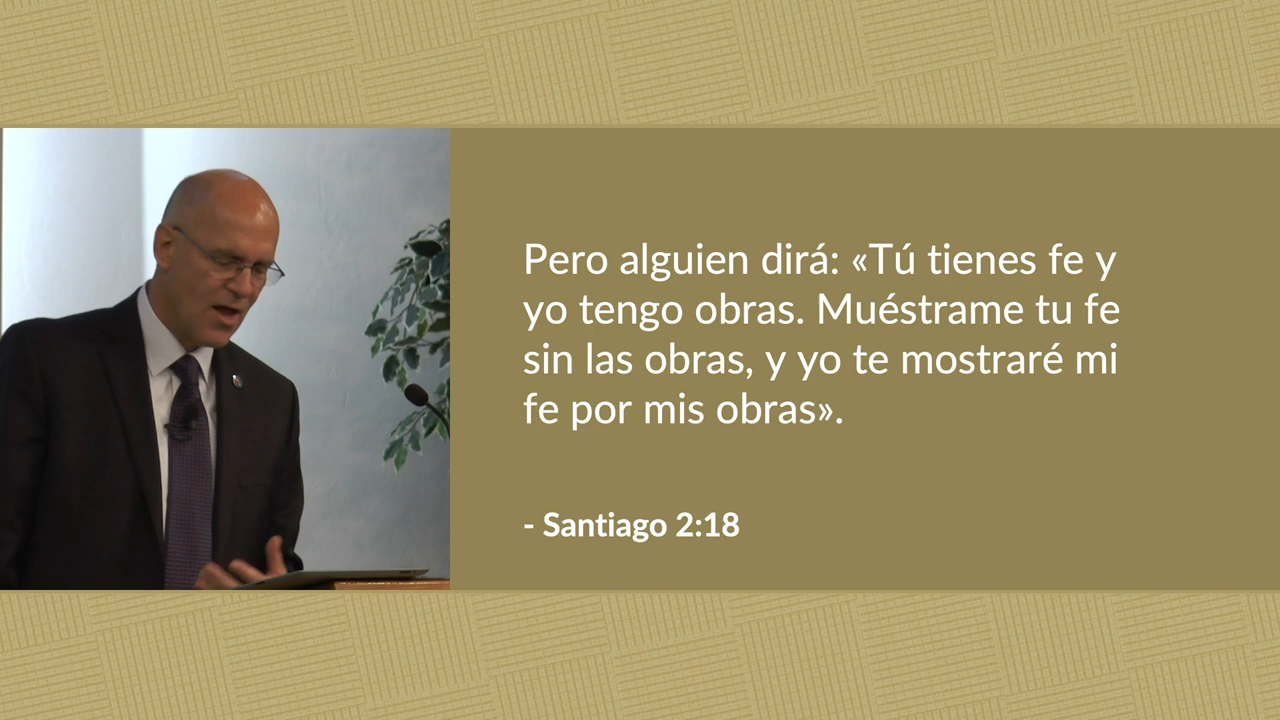 Pero alguien dirá: «Tú tienes fe y
yo tengo obras. Muéstrame tu fe
sin las obras, y yo te mostraré mi
fe por mis obras».
- Santiago 2:18